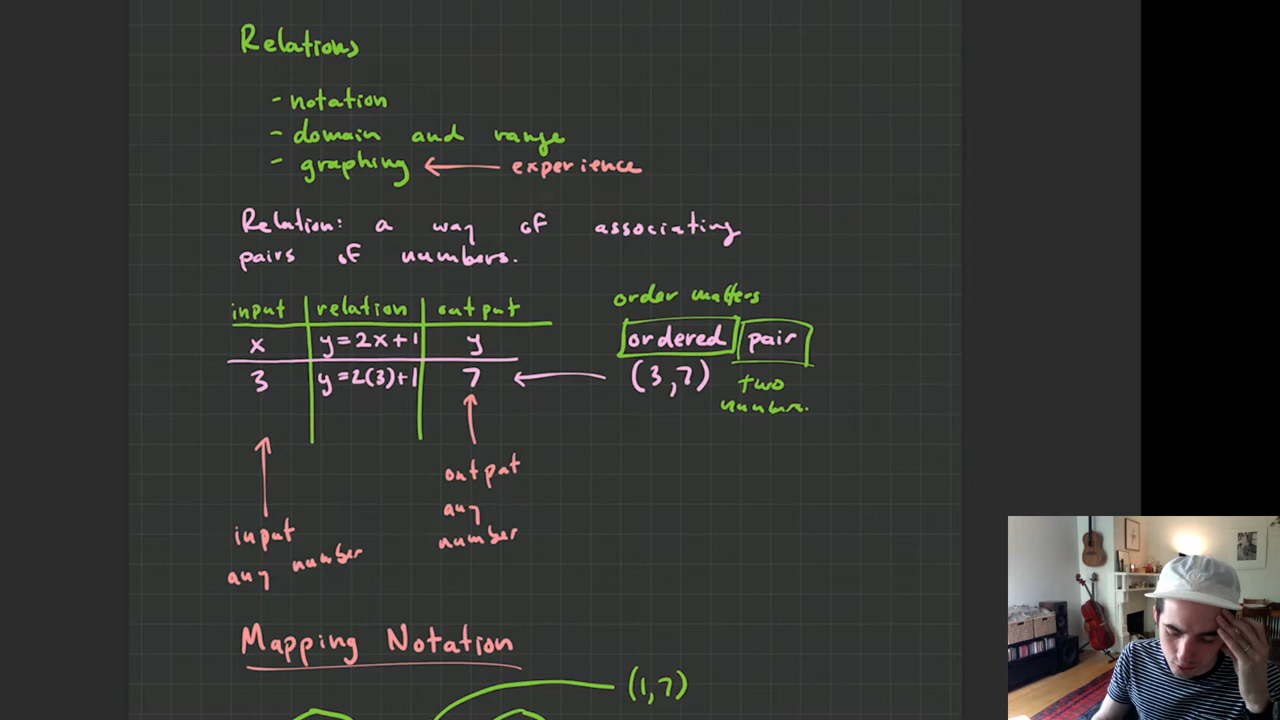 Relations
- notation
- domain and range
- graphing ← experience
Relation: a way of associating
pairs of numbers.
order matters
input relation output
ordered pair
x y=2x+1 y
3 y=2(3)+1 7 ← (3,7) two
numbers.
output
any
number
input
any number
Mapping Notation
(1,7)